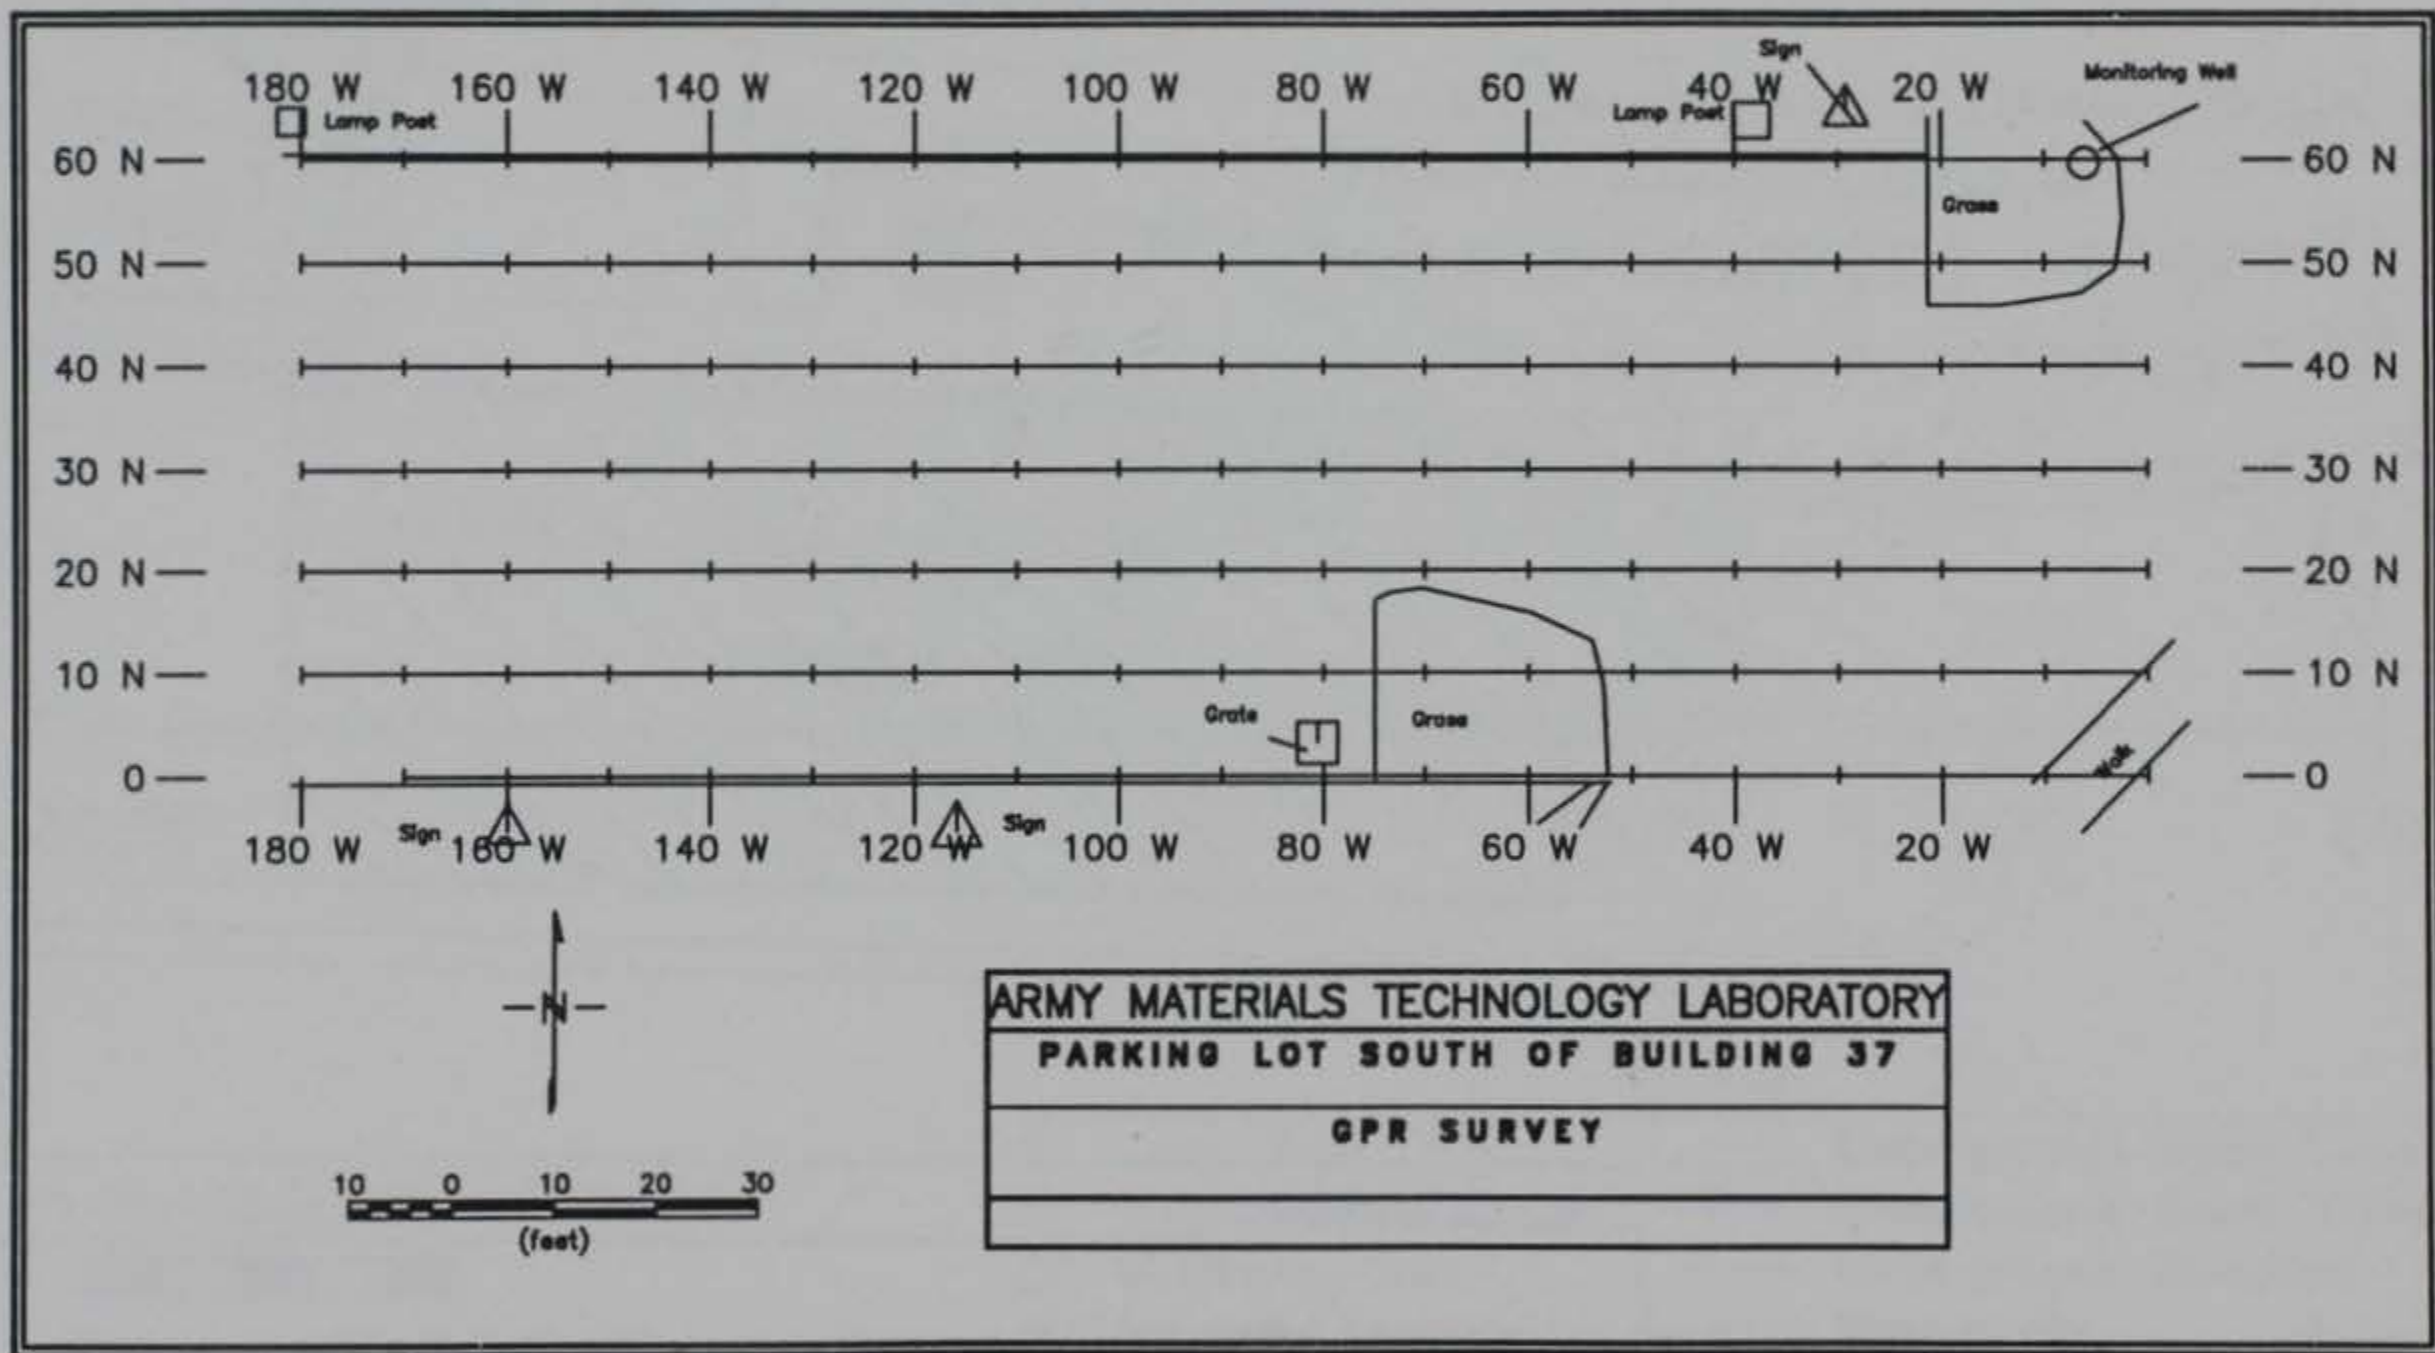 Sign
Monitoring Well
180 W 160 W 140 W 120 W 100 W 80 W 60 W 40 W 20 W
Lamp Post Lamp Post
60 N 60 N
Grass
50 N 50 N
40 N 40 N
30 N 30 N
20 N 20 N
10 N 10 N
Grate Grass
Walk
0 0
Sign Sign
180 W 160 W 140 W 120 W 100 W 80 W 60 W 40 W 20 W
N
ARMY MATERIALS TECHNOLOGY LABORATORY
PARKING LOT SOUTH OF BUILDING 37
GPR SURVEY
10 0 10 20 30
(feet)